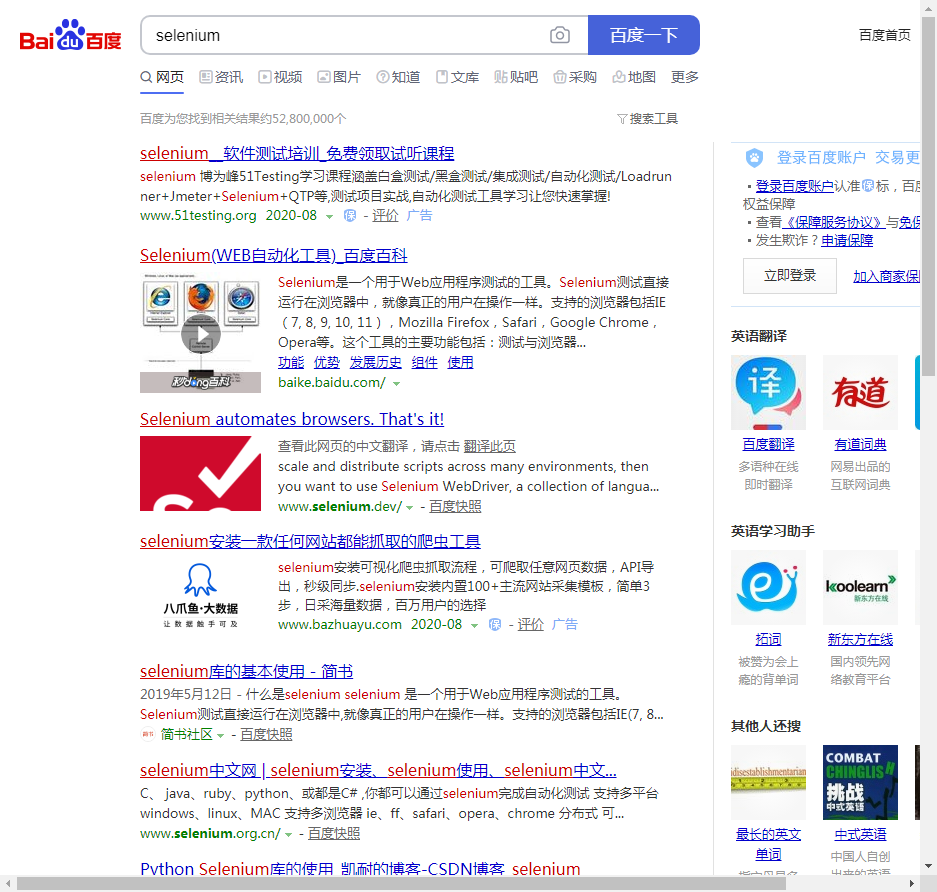 Bai du 百度
selenium
百度一下
百度首页
网页 资讯 视频 图片 知道 文库 贴吧 采购 地图 更多
百度为您找到相关结果约52,800,000个
搜索工具
selenium__软件测试培训_免费领取试听课程
selenium 博为峰51Testing学习课程涵盖白盒测试/黑盒测试/集成测试/自动化测试/Loadrun
ner+Jmeter+Selenium+QTP等,测试项目实战,自动化测试工具学习让您快速掌握!
www.51testing.org 2020-08 保 - 评价 广告
Selenium(WEB自动化工具)_百度百科
Selenium是一个用于Web应用程序测试的工具。Selenium测试直接
运行在浏览器中，就像真正的用户在操作一样。支持的浏览器包括IE
（7, 8, 9, 10, 11），Mozilla Firefox，Safari，Google Chrome，
Opera等。这个工具的主要功能包括：测试与浏览器...
功能 优势 发展历史 组件 使用
baike.baidu.com/
秒dǒng百科
Selenium automates browsers. That's it!
查看此网页的中文翻译，请点击 翻译此页
scale and distribute scripts across many environments, then
you want to use Selenium WebDriver, a collection of langua...
www.selenium.dev/ - 百度快照
selenium安装一款任何网站都能抓取的爬虫工具
selenium安装可视化爬虫抓取流程，可爬取任意网页数据，API导
出，秒级同步.selenium安装内置100+主流网站采集模板，简单3
步，日采海量数据，百万用户的选择
www.bazhuayu.com 2020-08 保 - 评价 广告
八爪鱼·大数据
让数据触手可及
selenium库的基本使用 - 简书
2019年5月12日 - 什么是selenium selenium 是一个用于Web应用程序测试的工具。
Selenium测试直接运行在浏览器中,就像真正的用户在操作一样。支持的浏览器包括IE(7, 8...
简书 简书社区 - 百度快照
selenium中文网 | selenium安装、selenium使用、selenium中文...
C、 java、ruby、python、或都是C# ,你都可以通过selenium完成自动化测试 支持多平台
windows、linux、MAC 支持多浏览器 ie、ff、safari、opera、chrome 分布式 可...
www.selenium.org.cn/ - 百度快照
Python Selenium库的使用_凯耐的博客-CSDN博客_selenium
登录百度账户 交易更
·登录百度账户认准保标，百度
权益保障
·查看《保障服务协议》与免保
·发生欺诈？申请保障
立即登录 加入商家保
英语翻译
译
有道
百度翻译 有道词典
多语种在线 网易出品的
即时翻译 互联网词典
英语学习助手
koolearn
新东方在线
拓词 新东方在线
被赞为会上 国内领先网
瘾的背单词 络教育平台
其他人还搜
idisestablishmentarian
COMBAT
CHINGLISH
挑战
中式英语
最长的英文 中式英语
单词 中国人自创